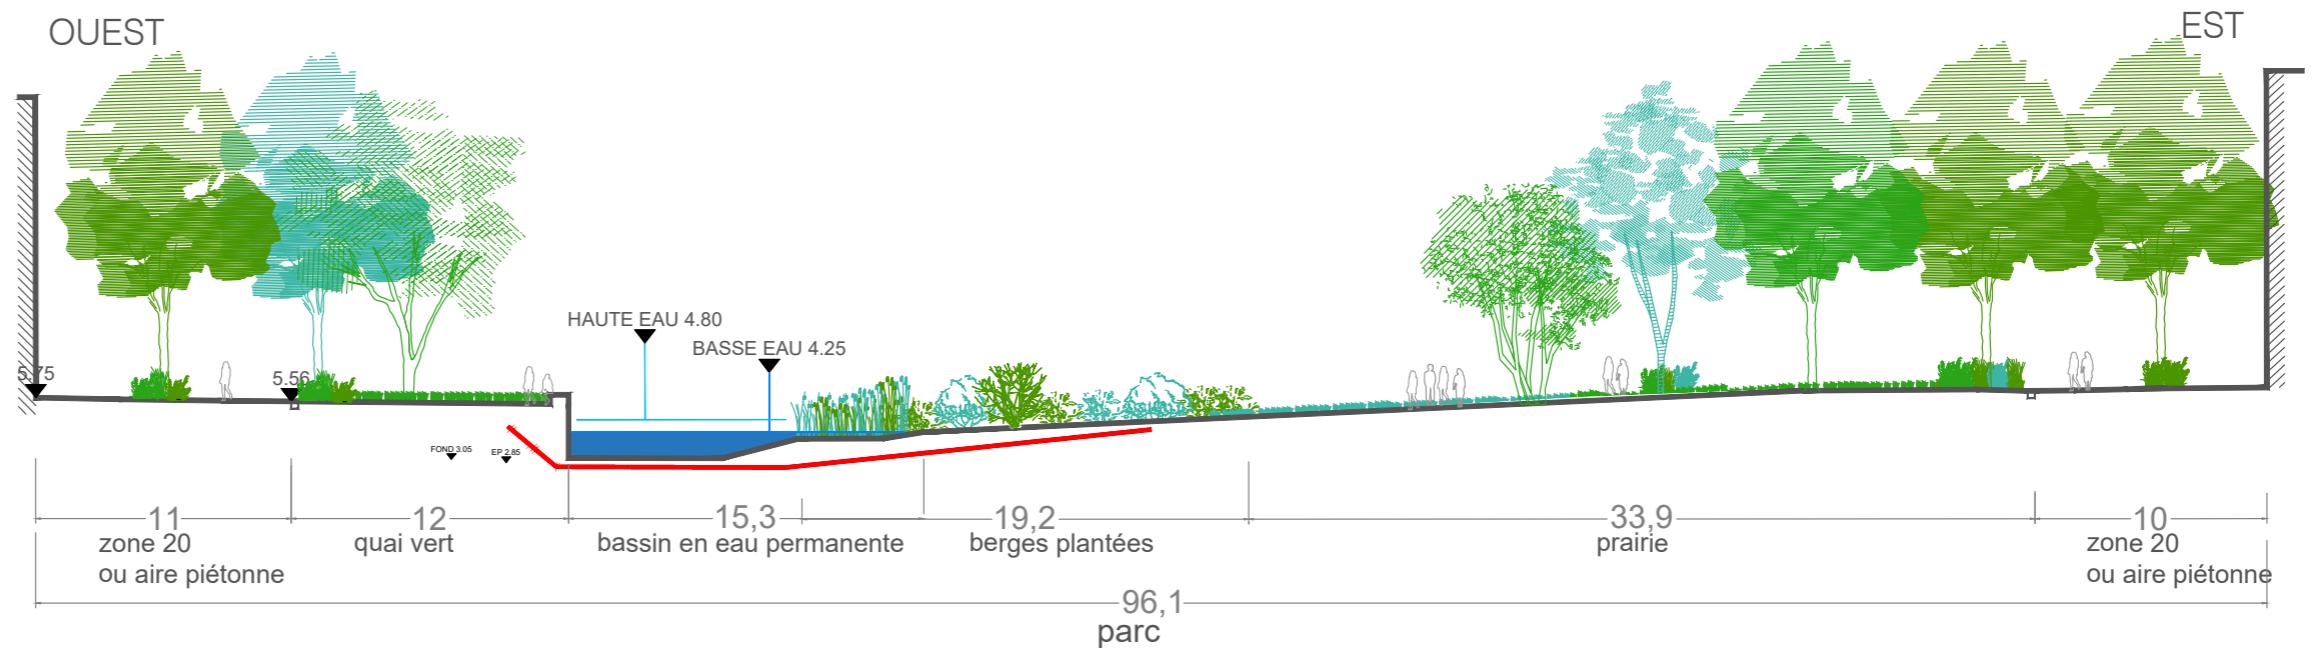 OUEST
EST
HAUTE EAU 4.80
BASSE EAU 4.25
5.75
5.56
FOND 3.05
EP 2.85
11
12
15,3
19,2
33,9
10
zone 20
ou aire piétonne
quai vert
bassin en eau permanente
berges plantées
prairie
zone 20
ou aire piétonne
96,1
parc